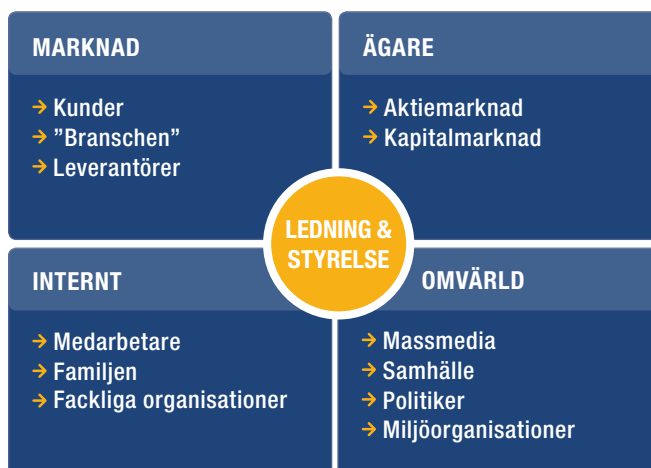 MARKNAD
→ Kunder
→ ”Branschen”
→ Leverantörer
ÄGARE
→ Aktiemarknad
→ Kapitalmarknad
LEDNING &
STYRELSE
INTERNT
→ Medarbetare
→ Familjen
→ Fackliga organisationer
OMVÄRLD
→ Massmedia
→ Samhälle
→ Politiker
→ Miljöorganisationer